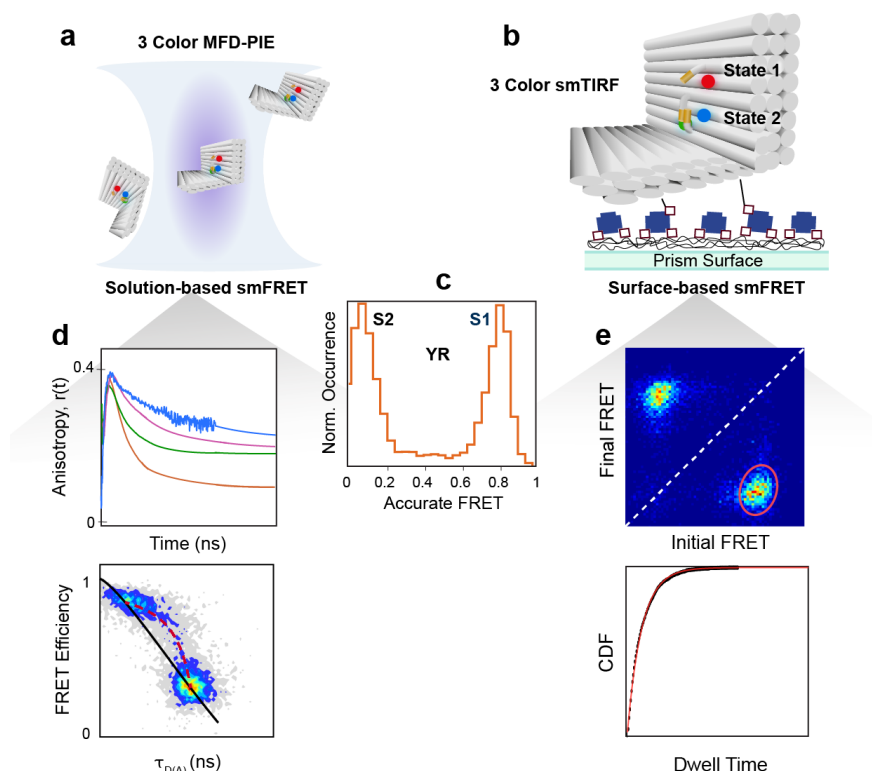 a
3 Color MFD-PIE
Solution-based smFRET
b
3 Color smTIRF
State 1
State 2
Prism Surface
Surface-based smFRET
c
S2
S1
YR
Norm. Occurrence
0
0.2
0.4
0.6
0.8
1
Accurate FRET
d
0.4
0
Anisotropy, r(t)
Time (ns)
1
0
FRET Efficiency
τD(A) (ns)
e
Final FRET
Initial FRET
CDF
Dwell Time